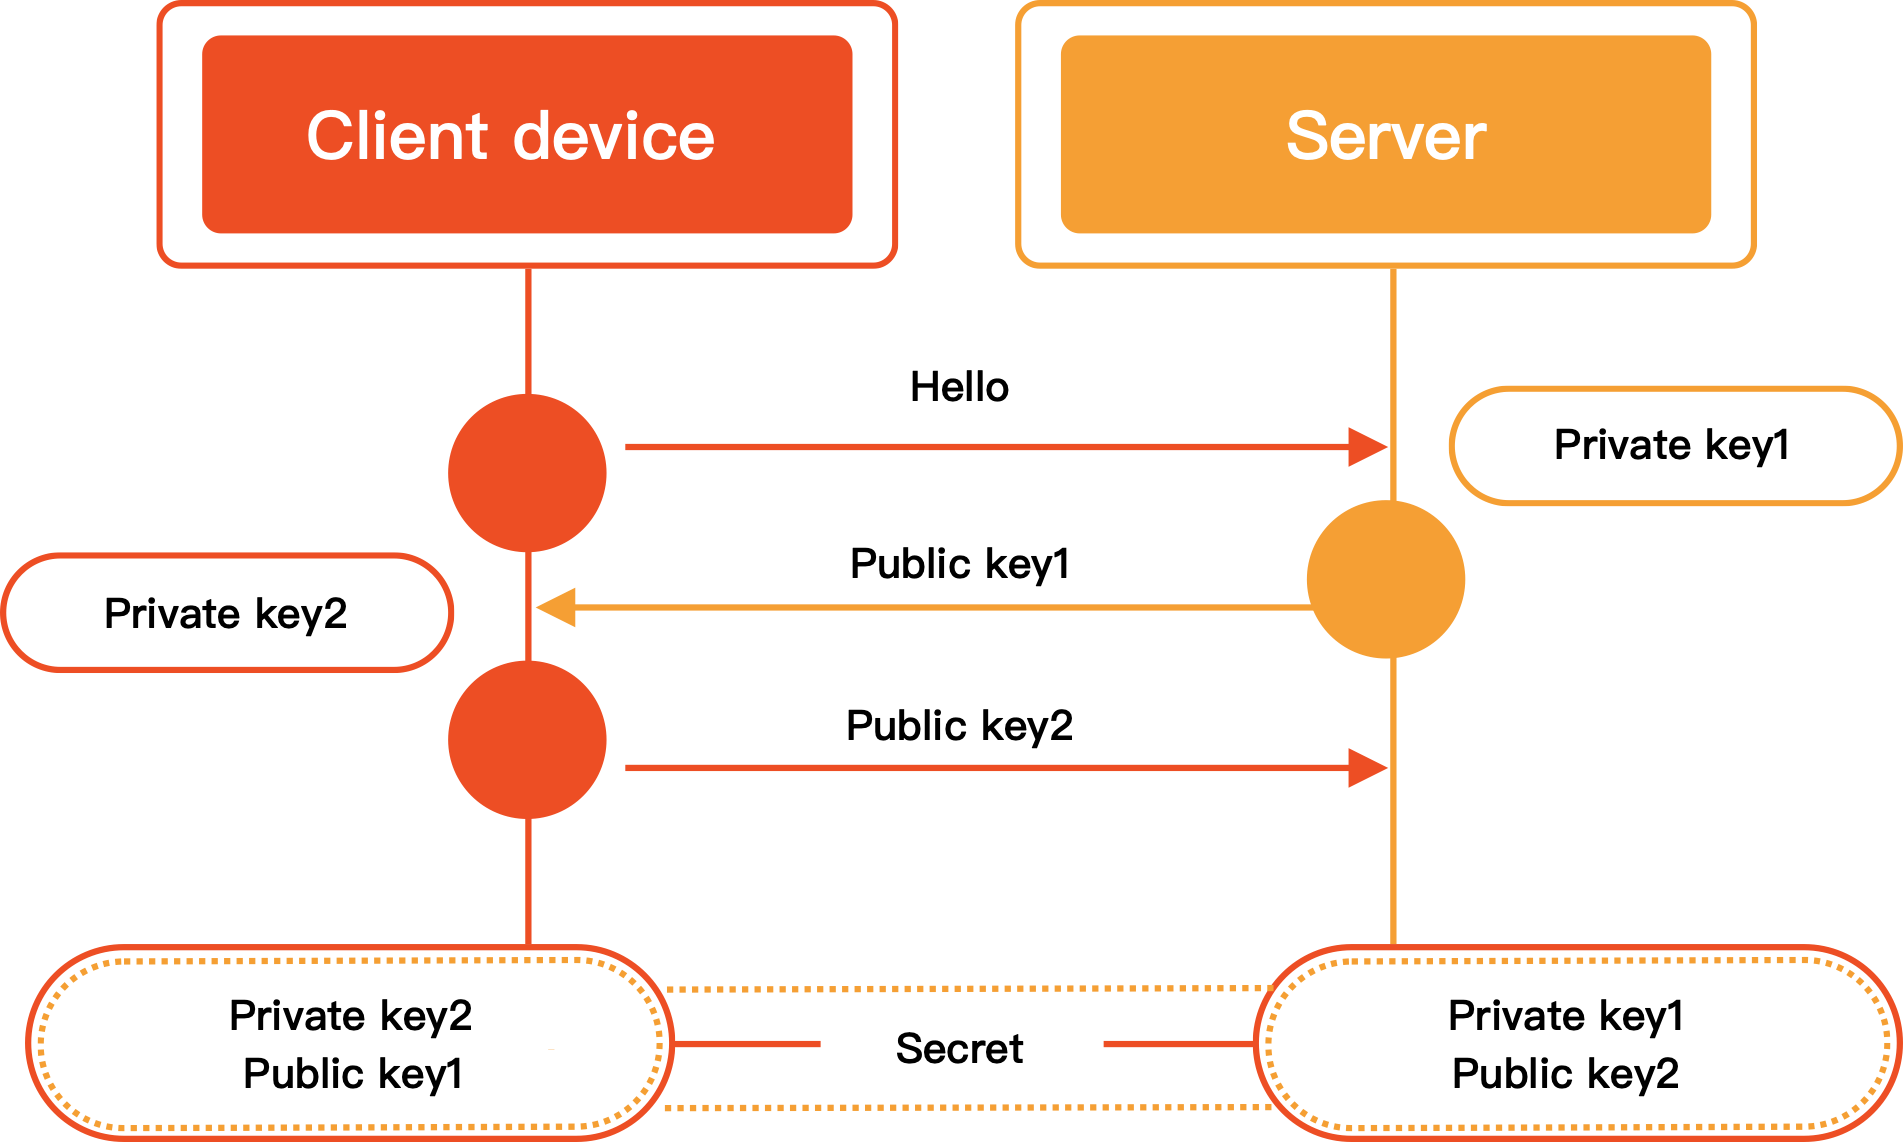 Client device
Server
Hello
Private key1
Public key1
Private key2
Public key2
Private key2
Public key1
Secret
Private key1
Public key2